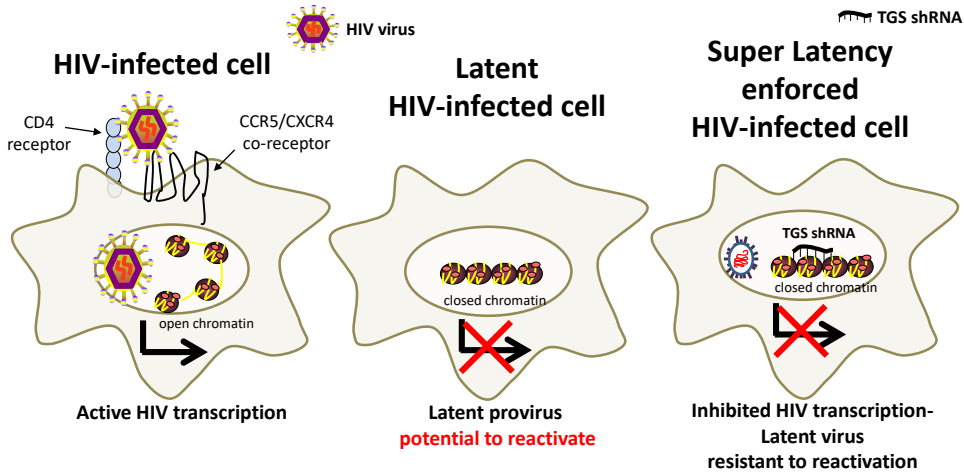 HIV virus
TGS shRNA
HIV-infected cell
CD4
receptor
CCR5/CXCR4
co-receptor
open chromatin
Active HIV transcription
Latent
HIV-infected cell
closed chromatin
Latent provirus
potential to reactivate
Super Latency
enforced
HIV-infected cell
TGS shRNA
closed chromatin
Inhibited HIV transcription-
Latent virus
resistant to reactivation